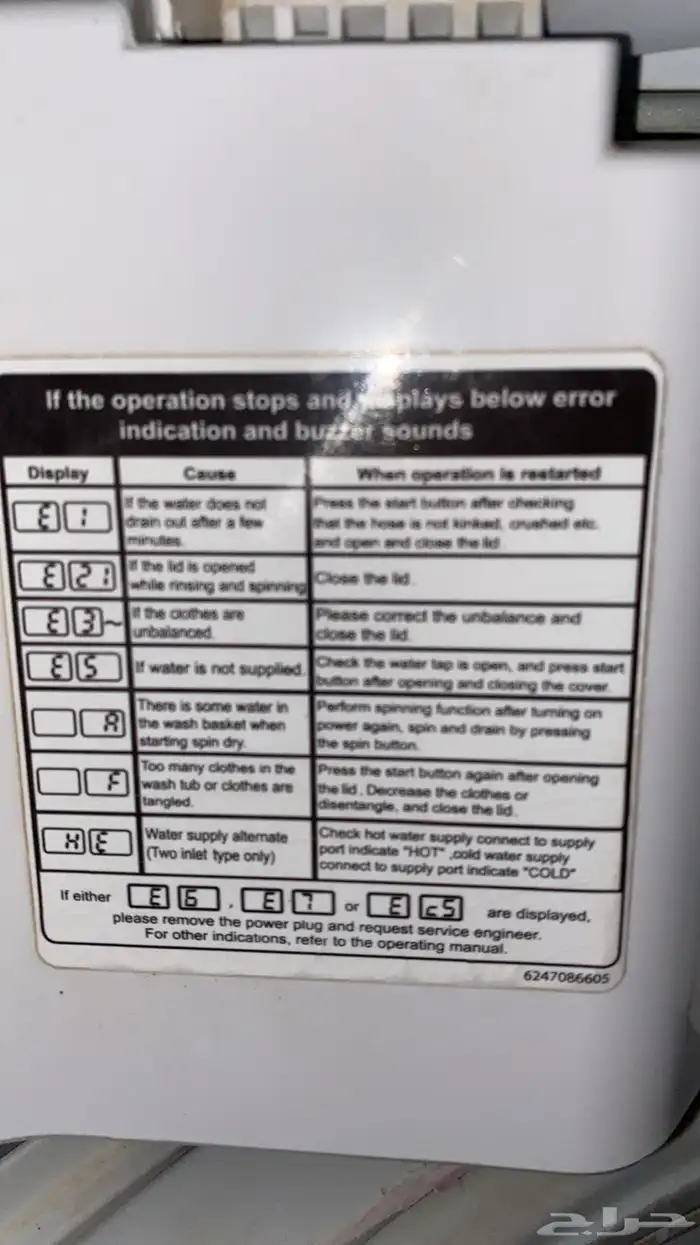 If the operation stops and displays below error
indication and buzzer sounds
Display Cause When operation is restarted
E1 If the water does not Press the start button after checking
drain out after a few that the hose is not kinked, crushed etc.
minutes. and open and close the lid.
E21 If the lid is opened Close the lid.
while rinsing and spinning
E3~ If the clothes are Please correct the unbalance and
unbalanced. close the lid.
E5 If water is not supplied. Check the water tap is open, and press start
button after opening and closing the cover.
A There is some water in Perform spinning function after turning on
the wash basket when power again, spin and drain by pressing
starting spin dry. the spin button.
F Too many clothes in the Press the start button again after opening
wash tub or clothes are the lid. Decrease the clothes or
tangled. disentangle, and close the lid.
HE Water supply alternate Check hot water supply connect to supply
(Two inlet type only) port indicate "HOT" ,cold water supply
connect to supply port indicate "COLD"
If either E6 , E7 or Ec5 are displayed,
please remove the power plug and request service engineer.
For other indications, refer to the operating manual.
6247086605
حراج